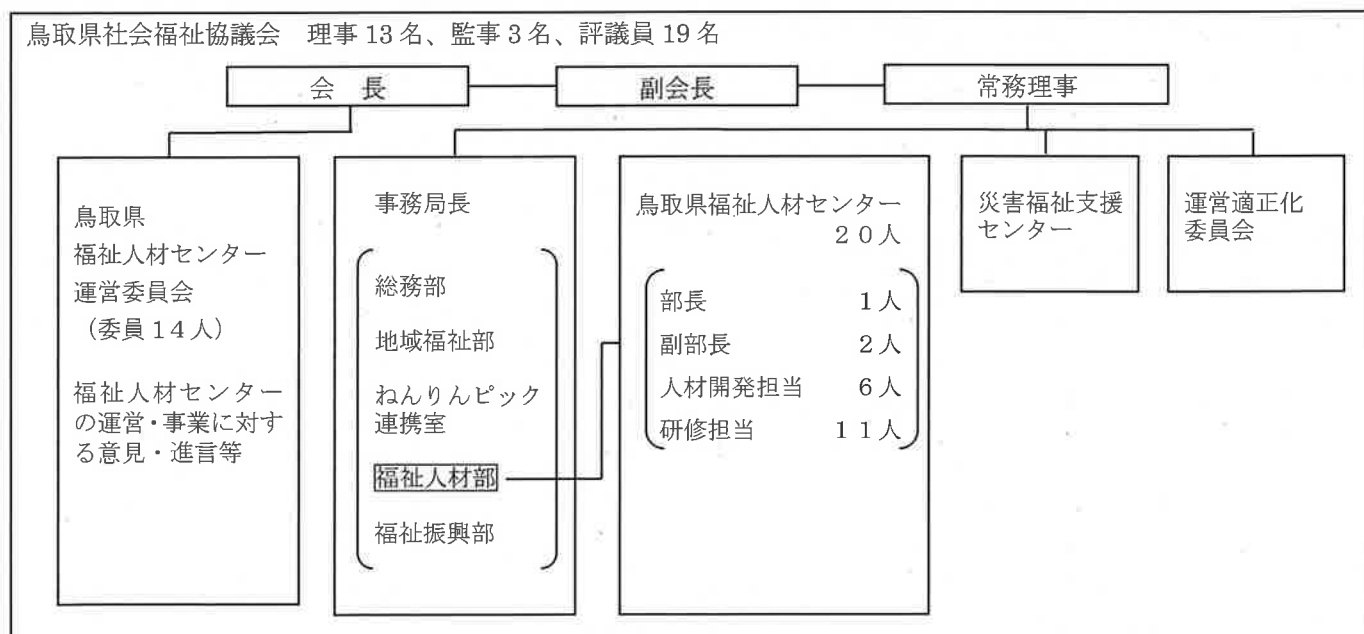 鳥取県社会福祉協議会　理事 13 名、監事 3 名、評議員 19 名
会　長
副会長
常務理事
鳥取県
福祉人材センター
運営委員会
（委員１４人）
福祉人材センター
の運営・事業に対す
る意見・進言等
事務局長
総務部
地域福祉部
ねんりんピック
連携室
福祉人材部
福祉振興部
鳥取県福祉人材センター
２０人
部長　１人
副部長　２人
人材開発担当　６人
研修担当　１１人
災害福祉支援
センター
運営適正化
委員会